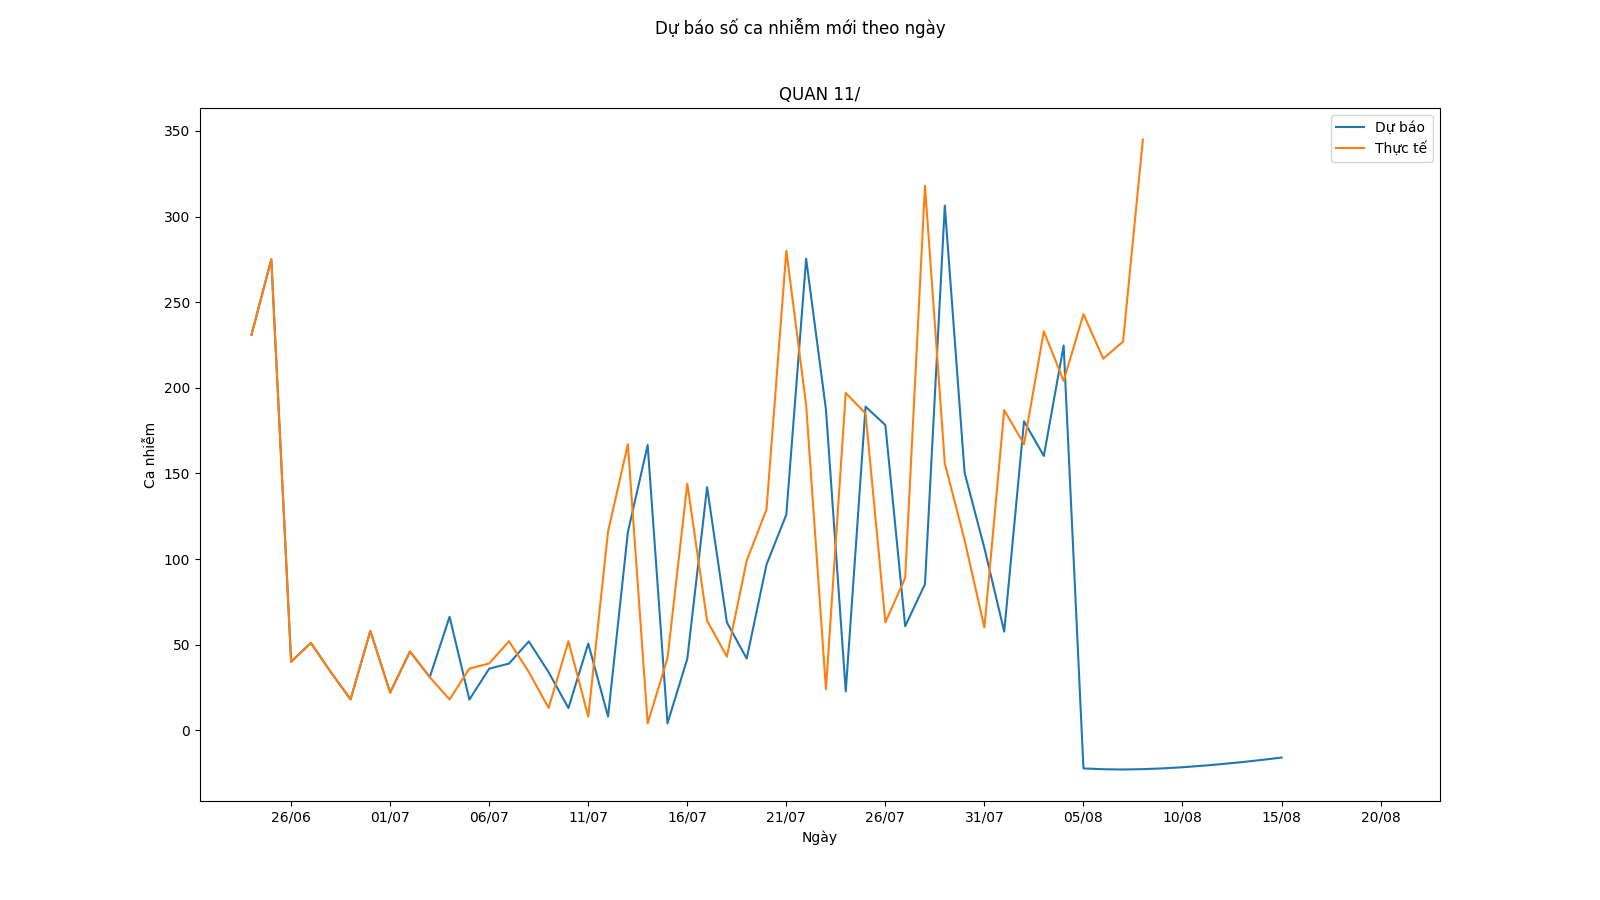 Dự báo số ca nhiễm mới theo ngày
QUAN 11/
Dự báo
Thực tế
350
300
250
200
150
100
50
0
Ca nhiễm
26/06 01/07 06/07 11/07 16/07 21/07 26/07 31/07 05/08 10/08 15/08 20/08
Ngày